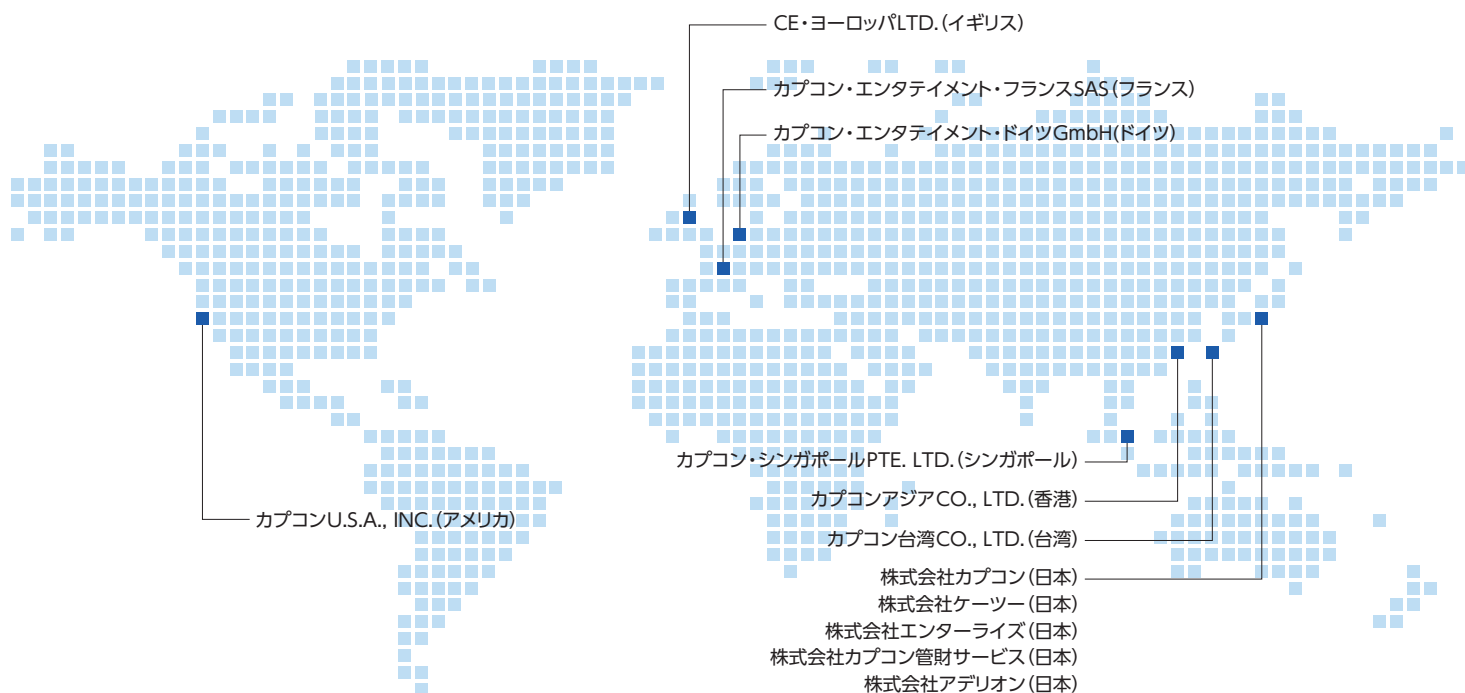 CE・ヨーロッパLTD.(イギリス)
カプコン・エンタテイメント・フランスSAS(フランス)
カプコン・エンタテイメント・ドイツGmbH(ドイツ)
カプコン・シンガポールPTE. LTD.(シンガポール)
カプコンアジアCO., LTD.(香港)
カプコンU.S.A., INC.(アメリカ)
カプコン台湾CO., LTD.(台湾)
株式会社カプコン(日本)
株式会社ケーツー(日本)
株式会社エンターライズ(日本)
株式会社カプコン管財サービス(日本)
株式会社アデリオン(日本)